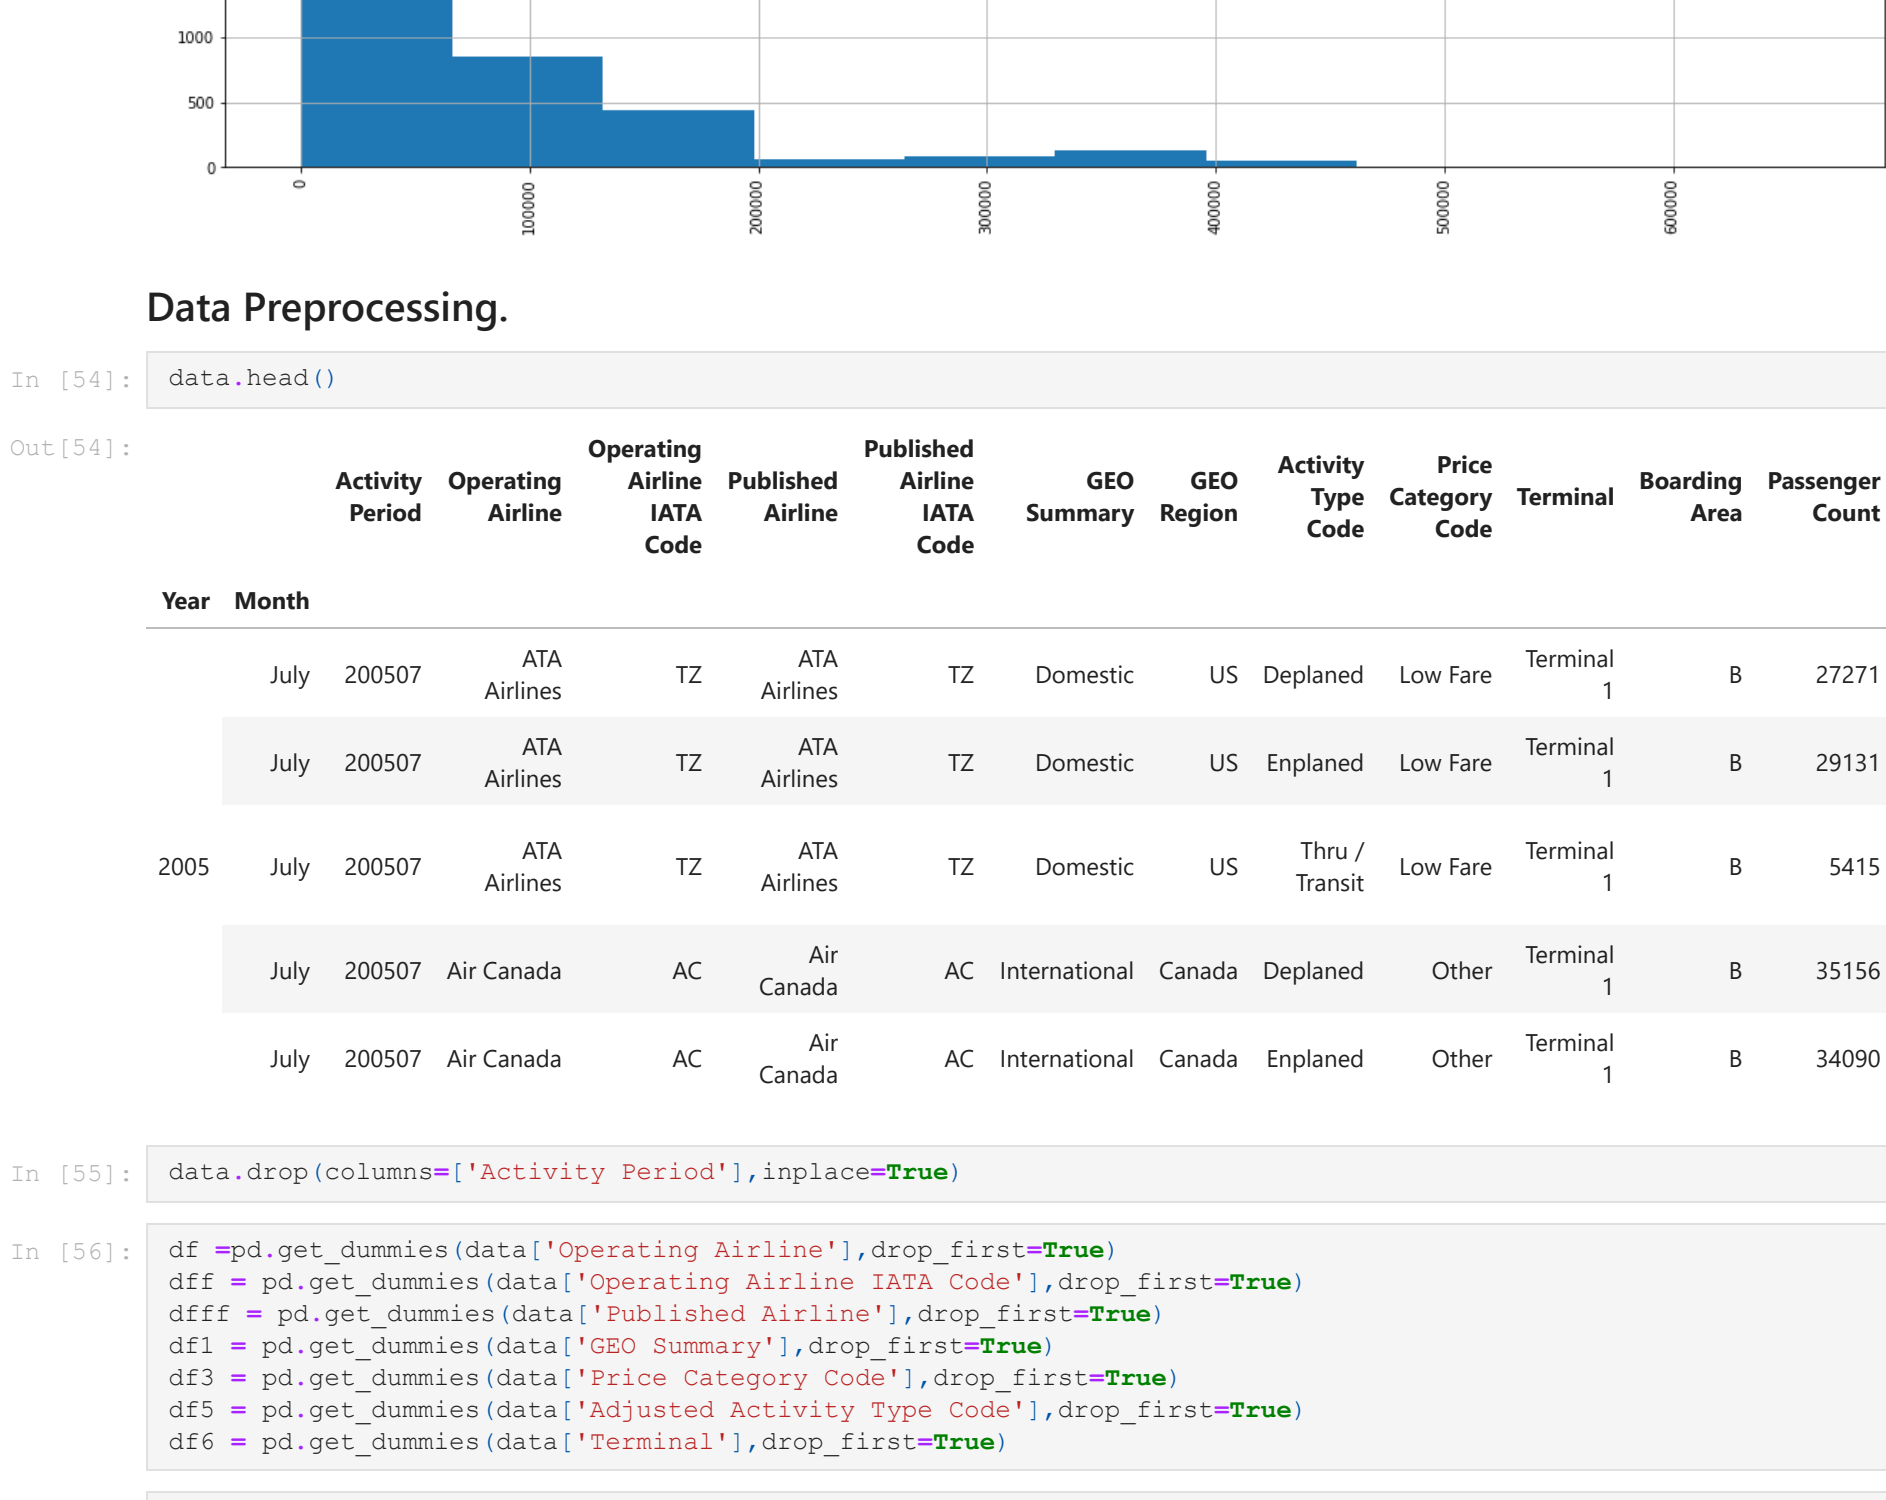 1000
500
0
0
100000
200000
300000
400000
500000
600000
Data Preprocessing.
In [54]:
data.head()
Out[54]:
Activity Period Operating Airline Operating Airline IATA Code Published Airline Published Airline IATA Code GEO Summary GEO Region Activity Type Code Price Category Code Terminal Boarding Area Passenger Count
Year Month
July 200507 ATA Airlines TZ ATA Airlines TZ Domestic US Deplaned Low Fare Terminal 1 B 27271
July 200507 ATA Airlines TZ ATA Airlines TZ Domestic US Enplaned Low Fare Terminal 1 B 29131
2005 July 200507 ATA Airlines TZ ATA Airlines TZ Domestic US Thru / Transit Low Fare Terminal 1 B 5415
July 200507 Air Canada AC Air Canada AC International Canada Deplaned Other Terminal 1 B 35156
July 200507 Air Canada AC Air Canada AC International Canada Enplaned Other Terminal 1 B 34090
In [55]:
data.drop(columns=['Activity Period'],inplace=True)
In [56]:
df =pd.get_dummies(data['Operating Airline'],drop_first=True)
dff = pd.get_dummies(data['Operating Airline IATA Code'],drop_first=True)
dfff = pd.get_dummies(data['Published Airline'],drop_first=True)
df1 = pd.get_dummies(data['GEO Summary'],drop_first=True)
df3 = pd.get_dummies(data['Price Category Code'],drop_first=True)
df5 = pd.get_dummies(data['Adjusted Activity Type Code'],drop_first=True)
df6 = pd.get_dummies(data['Terminal'],drop_first=True)